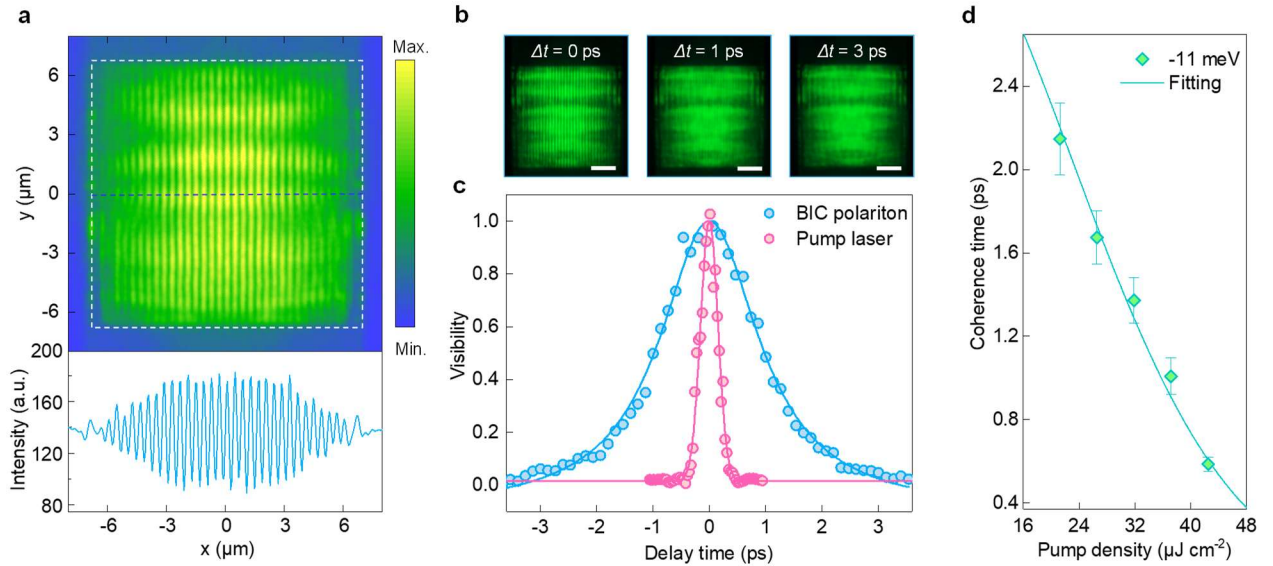 a
Max.
Min.
y (μm)
6
3
0
-3
-6
200
160
120
80
Intensity (a.u.)
-6
-3
0
3
6
x (μm)
b
Δt = 0 ps
Δt = 1 ps
Δt = 3 ps
c
BIC polariton
Pump laser
Visibility
1.0
0.8
0.6
0.4
0.2
0.0
-3
-2
-1
0
1
2
3
Delay time (ps)
d
-11 meV
Fitting
Coherence time (ps)
2.4
2.0
1.6
1.2
0.8
0.4
16
24
32
40
48
Pump density (μJ cm⁻²)